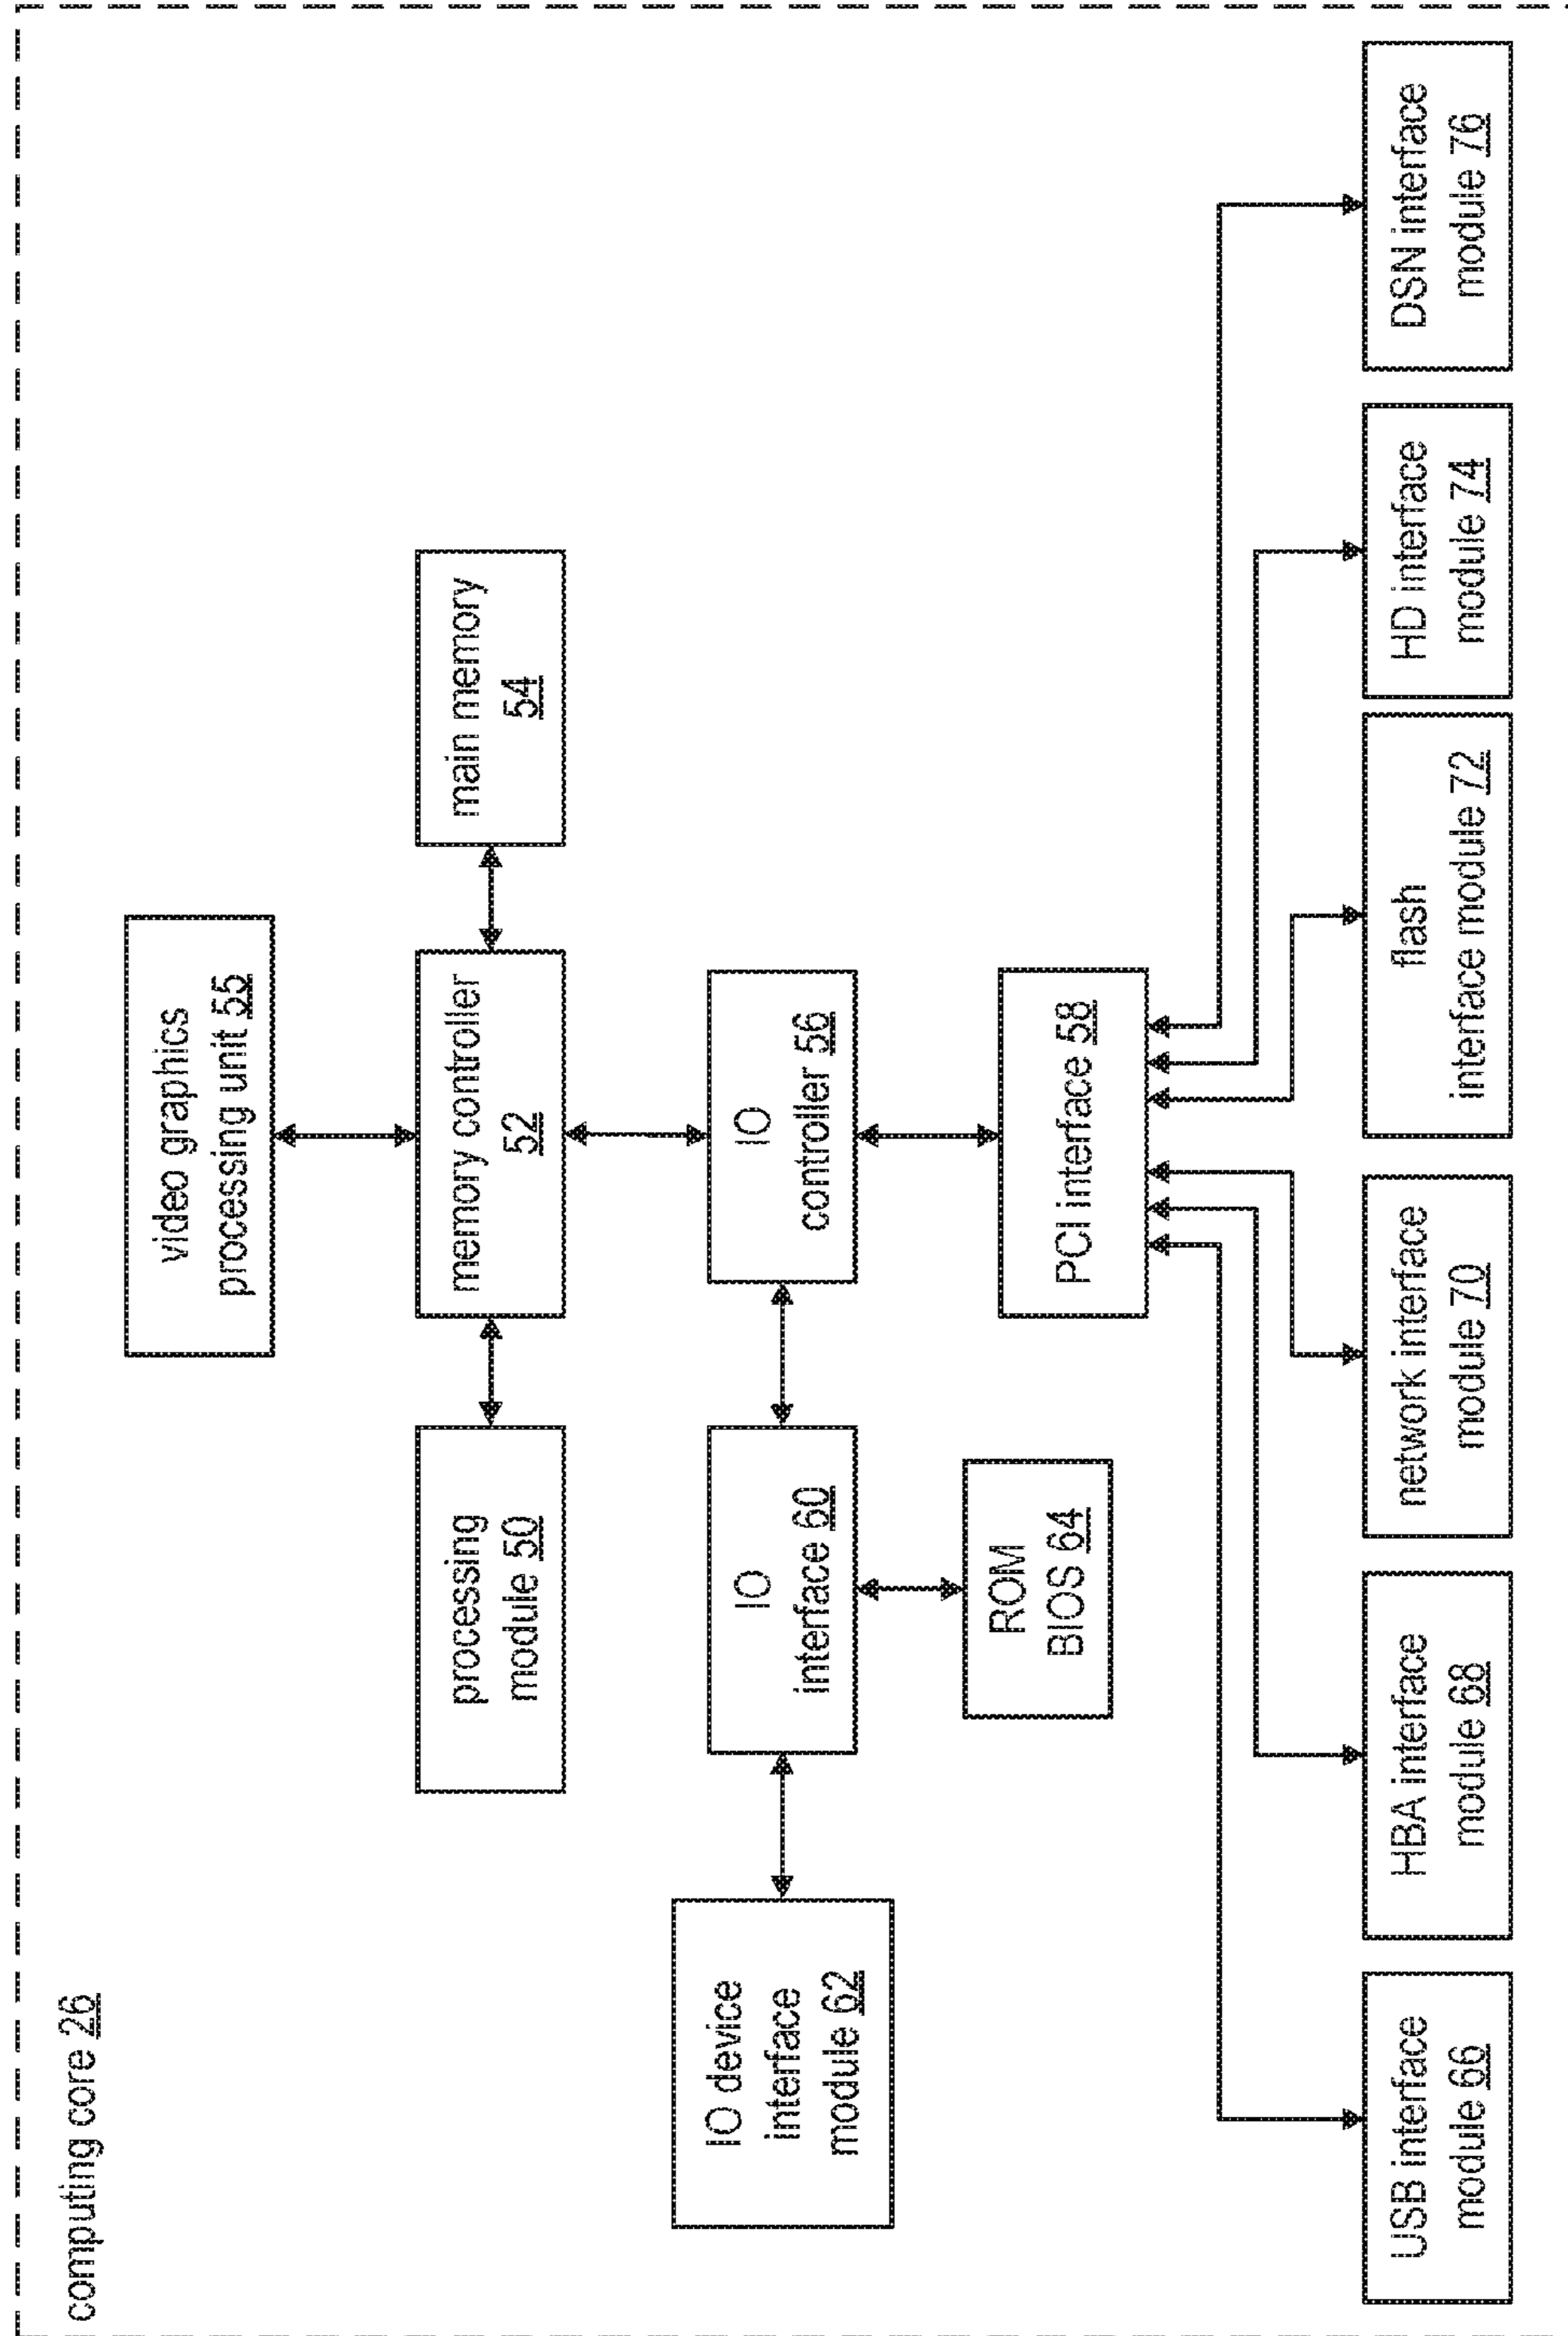 computing core 26
video graphics
processing unit 55
processing
module 50
memory controller
52
main memory
54
IO device
interface
module 62
IO
interface 60
IO
controller 56
ROM
BIOS 64
PCI interface 58
USB interface
module 66
HBA interface
module 68
network interface
module 70
flash
interface module 72
HD interface
module 74
DSN interface
module 76